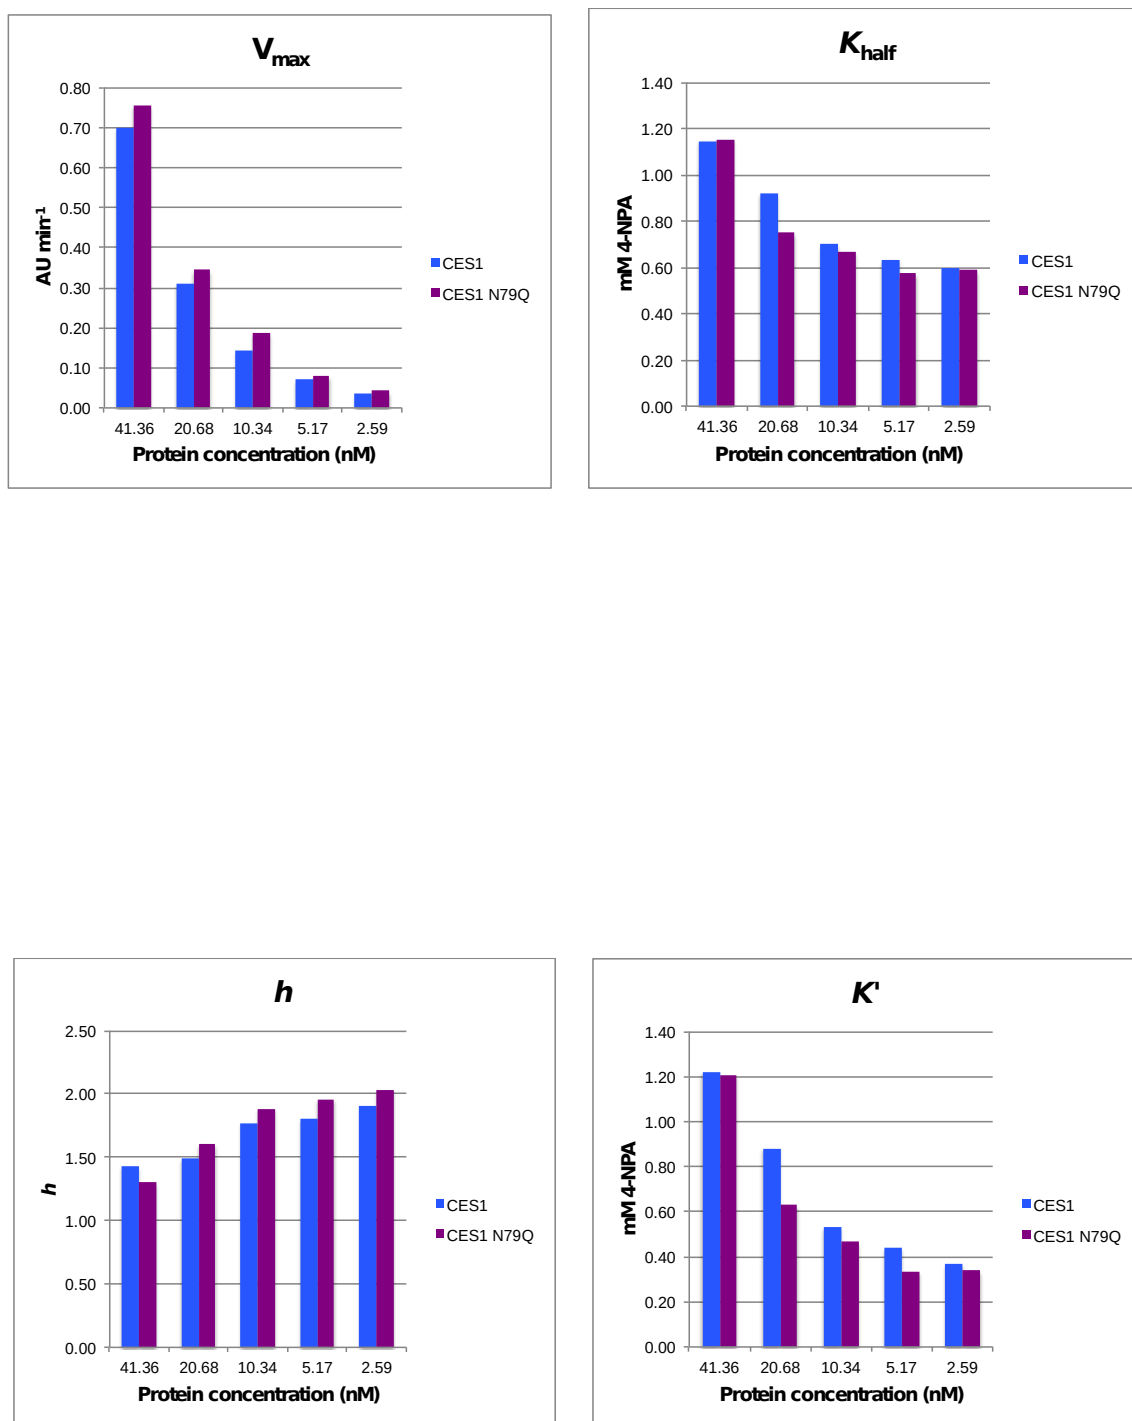 Vmax
0.80
0.70
0.60
0.50
0.40
0.30
0.20
0.10
0.00
AU min-1
41.36 20.68 10.34 5.17 2.59
Protein concentration (nM)
CES1
CES1 N79Q
Khalf
1.40
1.20
1.00
0.80
0.60
0.40
0.20
0.00
mM 4-NPA
41.36 20.68 10.34 5.17 2.59
Protein concentration (nM)
CES1
CES1 N79Q
h
2.50
2.00
1.50
1.00
0.50
0.00
h
41.36 20.68 10.34 5.17 2.59
Protein concentration (nM)
CES1
CES1 N79Q
K'
1.40
1.20
1.00
0.80
0.60
0.40
0.20
0.00
mM 4-NPA
41.36 20.68 10.34 5.17 2.59
Protein concentration (nM)
CES1
CES1 N79Q